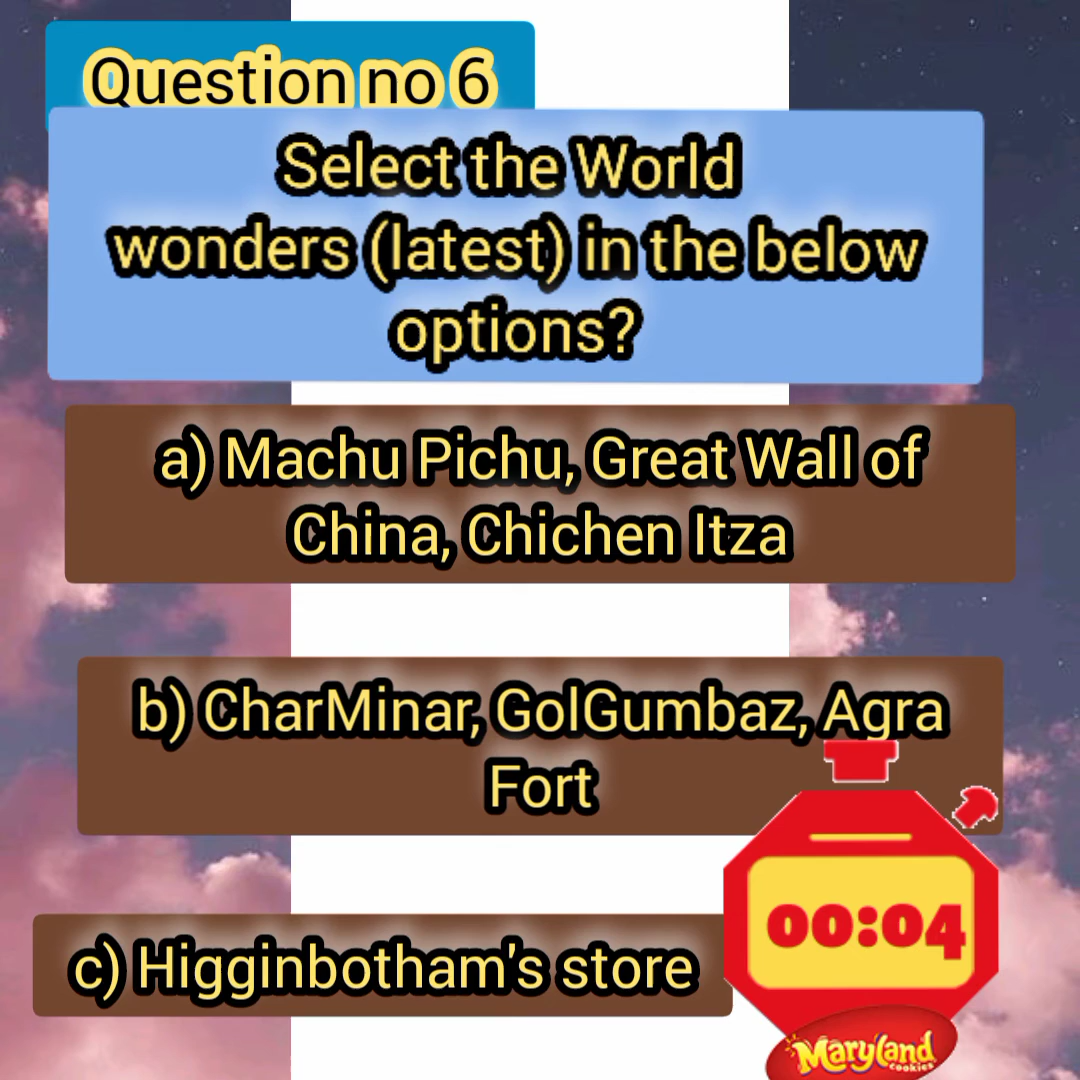 Question no 6
Select the World
wonders (latest) in the below
options?
a) Machu Pichu, Great Wall of
China, Chichen Itza
b) CharMinar, GolGumbaz, Agra
Fort
c) Higginbotham's store
00:04
Maryland
cookies